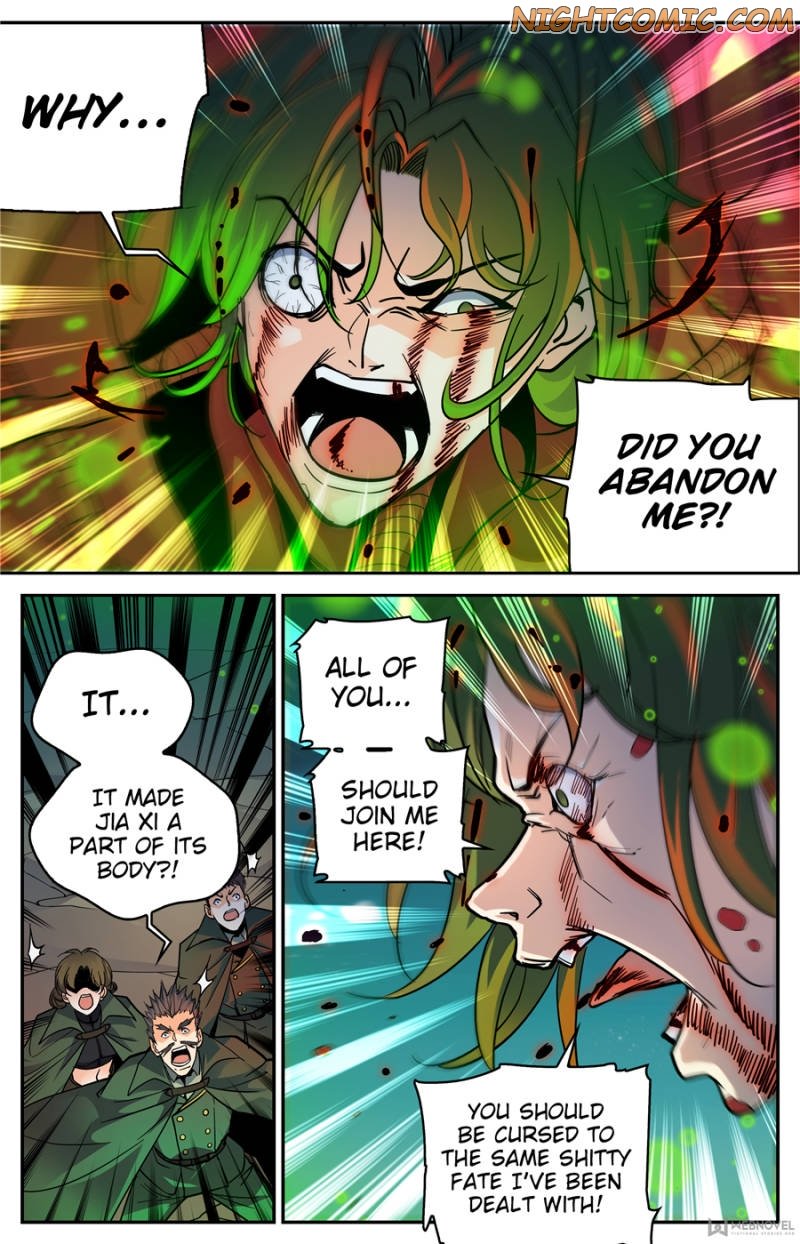 NIGHTCOMIC.COM
WHY...
DID YOU
ABANDON
ME?!
IT...
IT MADE
JIA XI A
PART OF ITS
BODY?!
ALL OF
YOU...
SHOULD
JOIN ME
HERE!
YOU SHOULD
BE CURSED TO
THE SAME SHITTY
FATE I'VE BEEN
DEALT WITH!
WEBNOVEL